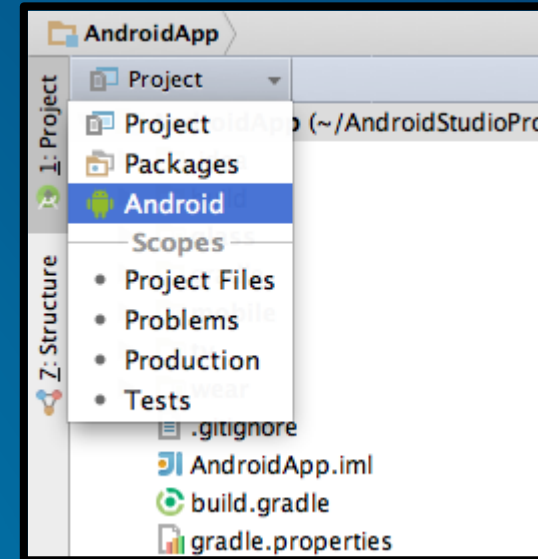 AndroidApp
1: Project
Project
Project
(~/AndroidStudioPro
Packages
Android
Scopes
Project Files
Problems
Production
Tests
7: Structure
wear
.gitignore
AndroidApp.iml
build.gradle
gradle.properties